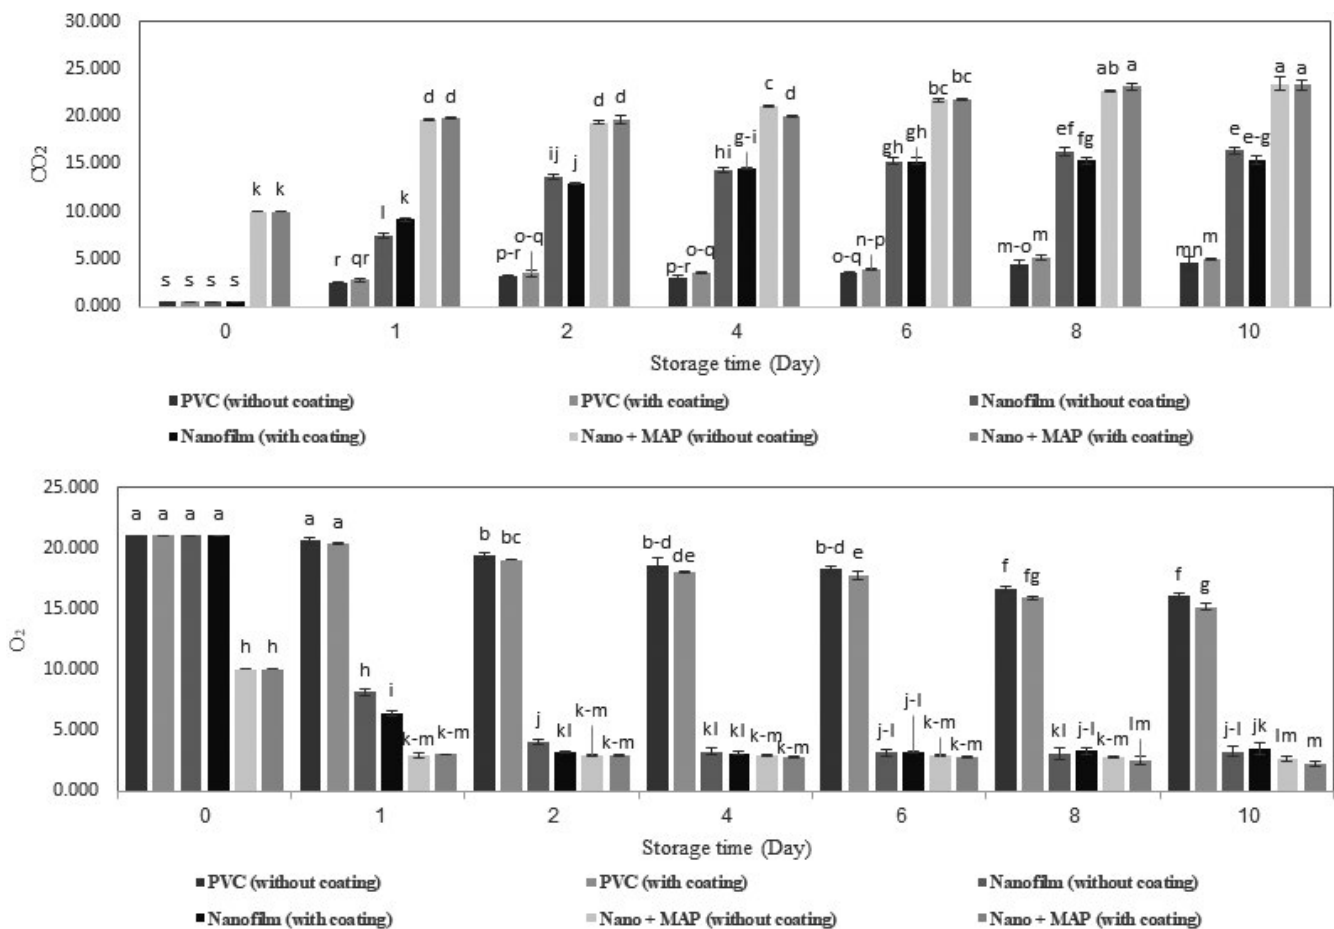 30.000
25.000
20.000
15.000
10.000
5.000
0.000
CO2
s s s s k k
r qr l k d d
p-r o-q ij j d d
p-r o-q hi g-i c d
o-q n-p gh gh bc bc
m-o m ef fg ab a
mn m e e-g a a
0 1 2 4 6 8 10
Storage time (Day)
PVC (without coating) PVC (with coating) Nanofilm (without coating)
Nanofilm (with coating) Nano + MAP (without coating) Nano + MAP (with coating)
25.000
20.000
15.000
10.000
5.000
0.000
O2
a a a a h h
a a h i k-m k-m
b bc j kl k-m k-m
b-d de kl kl k-m k-m
b-d e j-l j-l k-m k-m
f fg kl j-l k-m lm
f g j-l jk lm m
0 1 2 4 6 8 10
Storage time (Day)
PVC (without coating) PVC (with coating) Nanofilm (without coating)
Nanofilm (with coating) Nano + MAP (without coating) Nano + MAP (with coating)